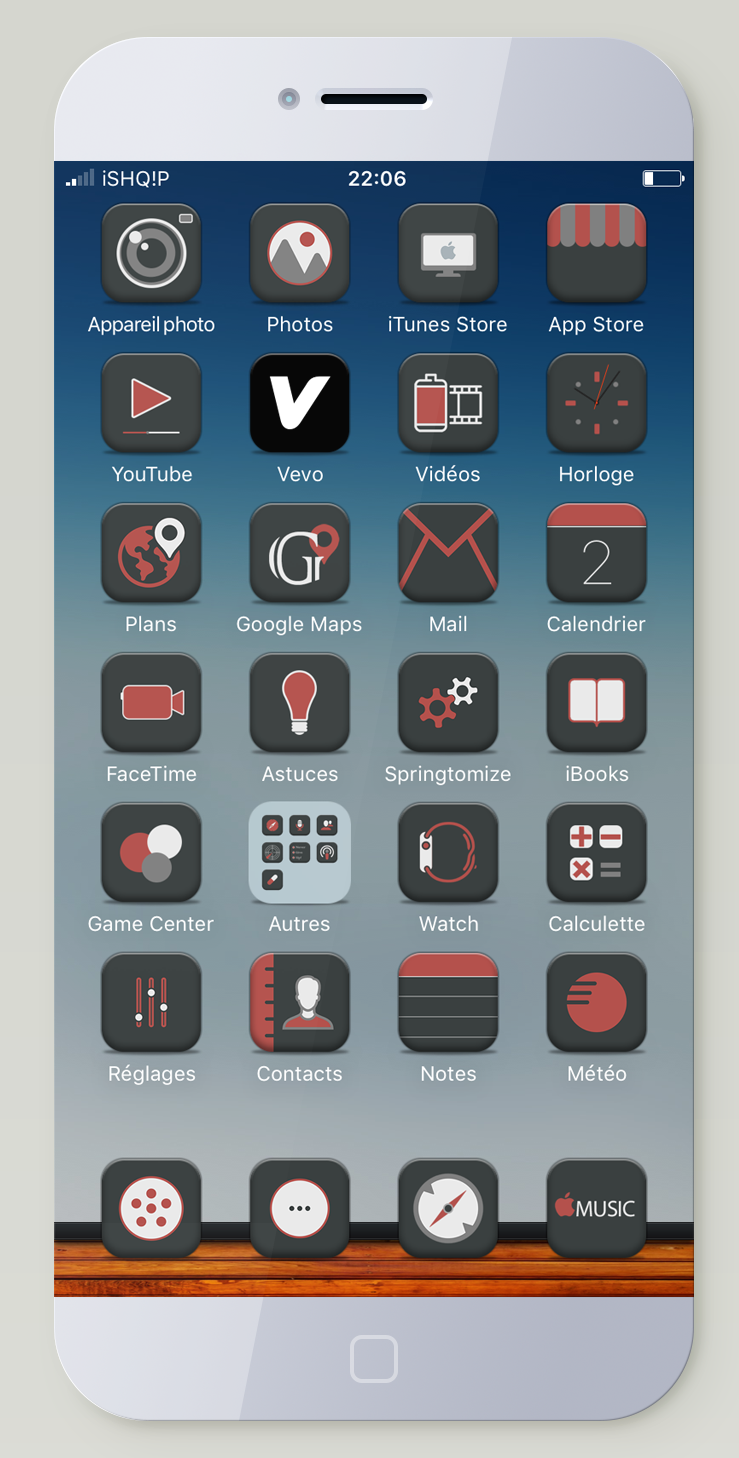 iSHQ!P 22:06
Appareil photo Photos iTunes Store App Store
YouTube Vevo Vidéos Horloge
G 2
Plans Google Maps Mail Calendrier
FaceTime Astuces Springtomize iBooks
Game Center Autres Watch Calculette
Réglages Contacts Notes Météo
MUSIC